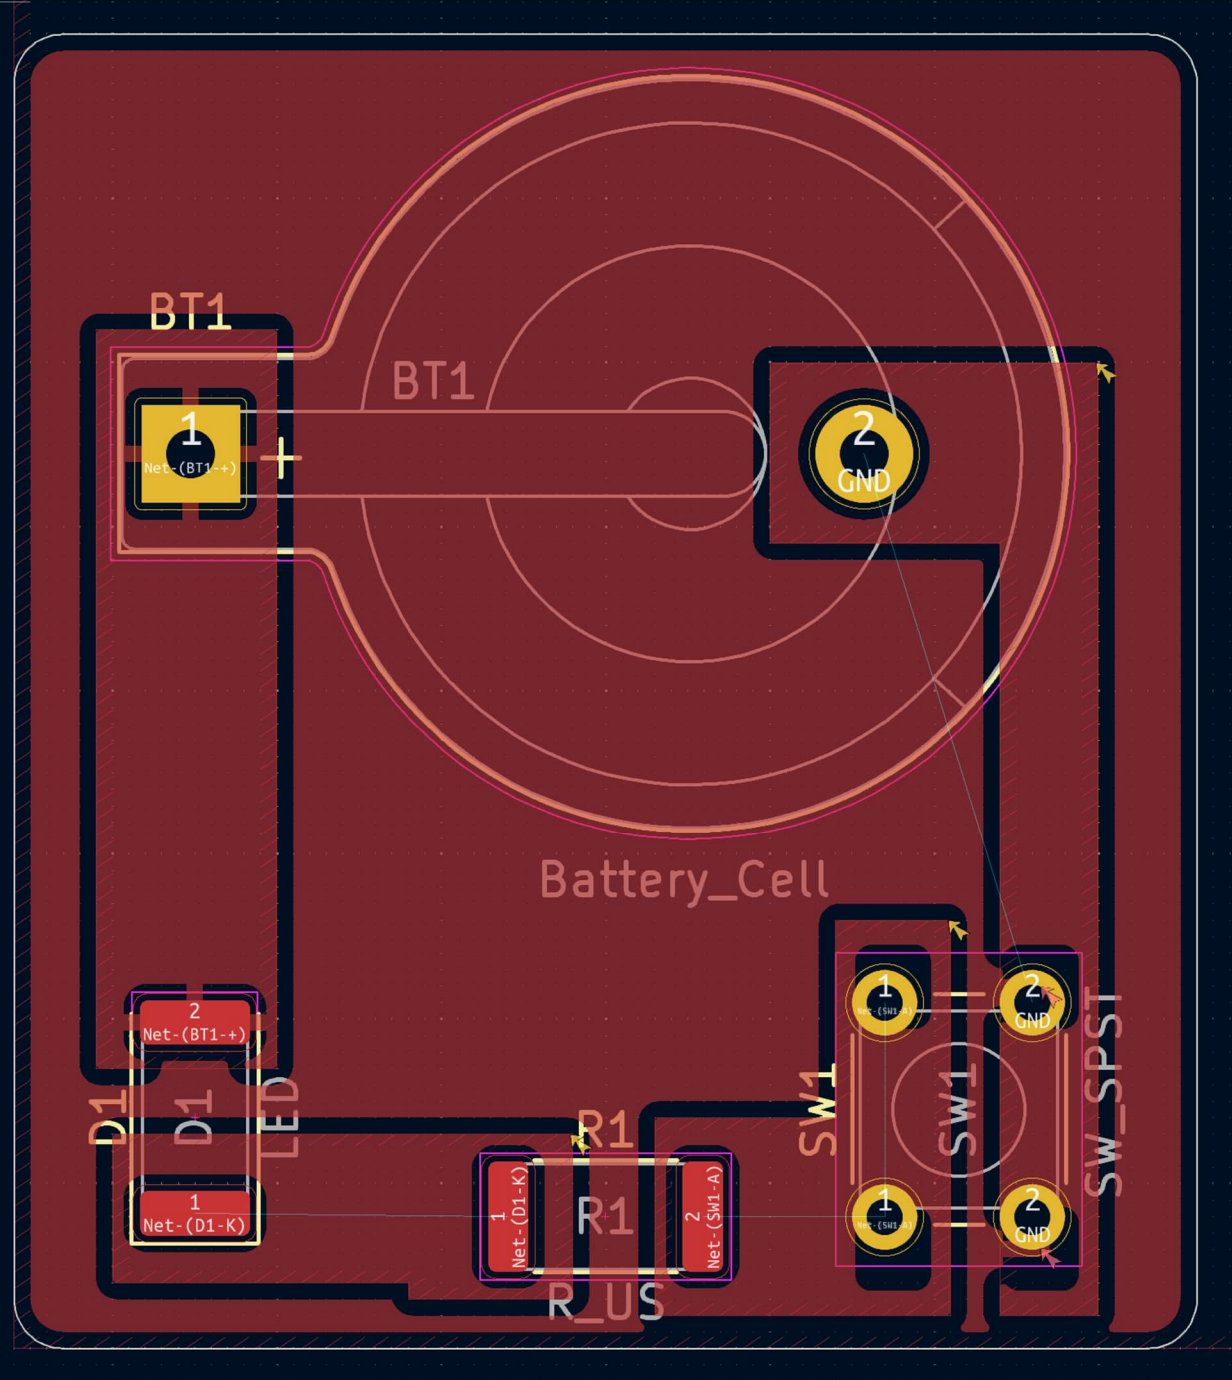 BT1
BT1
1
Net-(BT1-+)
+
2
GND
Battery_Cell
2
Net-(BT1-+)
D1
D1
LED
1
Net-(D1-K)
R1
1
Net-(D1-K)
R1
2
Net-(SW1-A)
R_US
SW1
1
Net-(SW1-A)
2
GND
SW1
SW_SPST
1
Net-(SW1-A)
2
GND